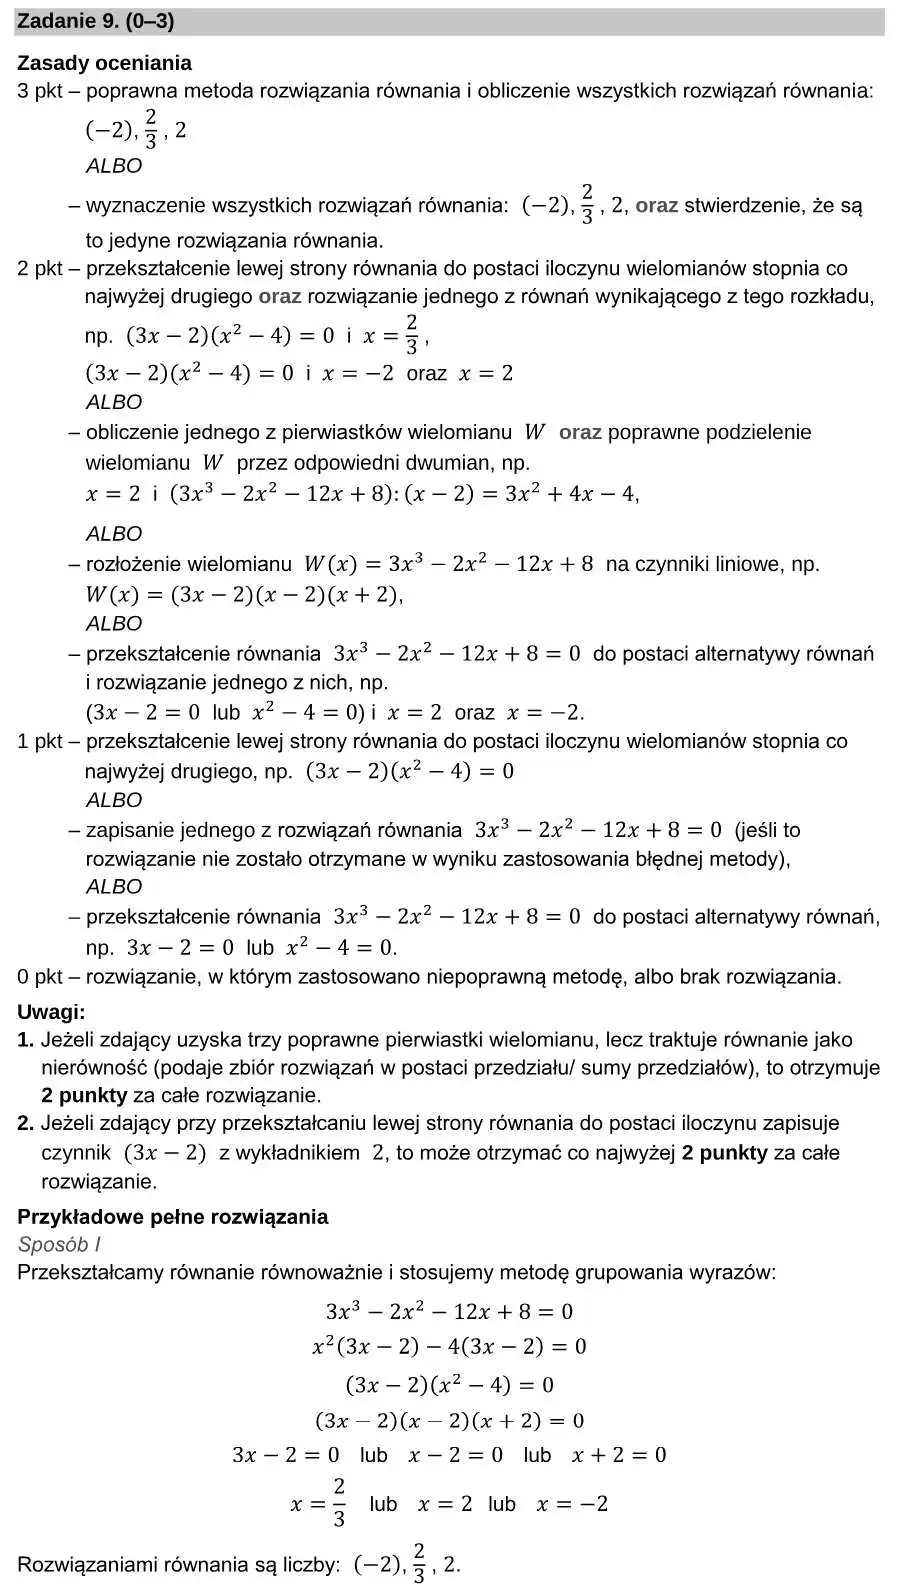 Zadanie 9. (0–3)
Zasady oceniania
3 pkt – poprawna metoda rozwiązania równania i obliczenie wszystkich rozwiązań równania:
(−2), 2/3 , 2
ALBO
– wyznaczenie wszystkich rozwiązań równania: (−2), 2/3 , 2, oraz stwierdzenie, że są
to jedyne rozwiązania równania.
2 pkt – przekształcenie lewej strony równania do postaci iloczynu wielomianów stopnia co
najwyżej drugiego oraz rozwiązanie jednego z równań wynikającego z tego rozkładu,
np. (3x − 2)(x² − 4) = 0 i x = 2/3 ,
(3x − 2)(x² − 4) = 0 i x = −2 oraz x = 2
ALBO
– obliczenie jednego z pierwiastków wielomianu W oraz poprawne podzielenie
wielomianu W przez odpowiedni dwumian, np.
x = 2 i (3x³ − 2x² − 12x + 8): (x − 2) = 3x² + 4x − 4,
ALBO
– rozłożenie wielomianu W(x) = 3x³ − 2x² − 12x + 8 na czynniki liniowe, np.
W(x) = (3x − 2)(x − 2)(x + 2),
ALBO
– przekształcenie równania 3x³ − 2x² − 12x + 8 = 0 do postaci alternatywy równań
i rozwiązanie jednego z nich, np.
(3x − 2 = 0 lub x² − 4 = 0) i x = 2 oraz x = −2.
1 pkt – przekształcenie lewej strony równania do postaci iloczynu wielomianów stopnia co
najwyżej drugiego, np. (3x − 2)(x² − 4) = 0
ALBO
– zapisanie jednego z rozwiązań równania 3x³ − 2x² − 12x + 8 = 0 (jeśli to
rozwiązanie nie zostało otrzymane w wyniku zastosowania błędnej metody),
ALBO
– przekształcenie równania 3x³ − 2x² − 12x + 8 = 0 do postaci alternatywy równań,
np. 3x − 2 = 0 lub x² − 4 = 0.
0 pkt – rozwiązanie, w którym zastosowano niepoprawną metodę, albo brak rozwiązania.
Uwagi:
1. Jeżeli zdający uzyska trzy poprawne pierwiastki wielomianu, lecz traktuje równanie jako
nierówność (podaje zbiór rozwiązań w postaci przedziału/ sumy przedziałów), to otrzymuje
2 punkty za całe rozwiązanie.
2. Jeżeli zdający przy przekształcaniu lewej strony równania do postaci iloczynu zapisuje
czynnik (3x − 2) z wykładnikiem 2, to może otrzymać co najwyżej 2 punkty za całe
rozwiązanie.
Przykładowe pełne rozwiązania
Sposób I
Przekształcamy równanie równoważnie i stosujemy metodę grupowania wyrazów:
3x³ − 2x² − 12x + 8 = 0
x²(3x − 2) − 4(3x − 2) = 0
(3x − 2)(x² − 4) = 0
(3x − 2)(x − 2)(x + 2) = 0
3x − 2 = 0 lub x − 2 = 0 lub x + 2 = 0
x = 2/3 lub x = 2 lub x = −2
Rozwiązaniami równania są liczby: (−2), 2/3 , 2.